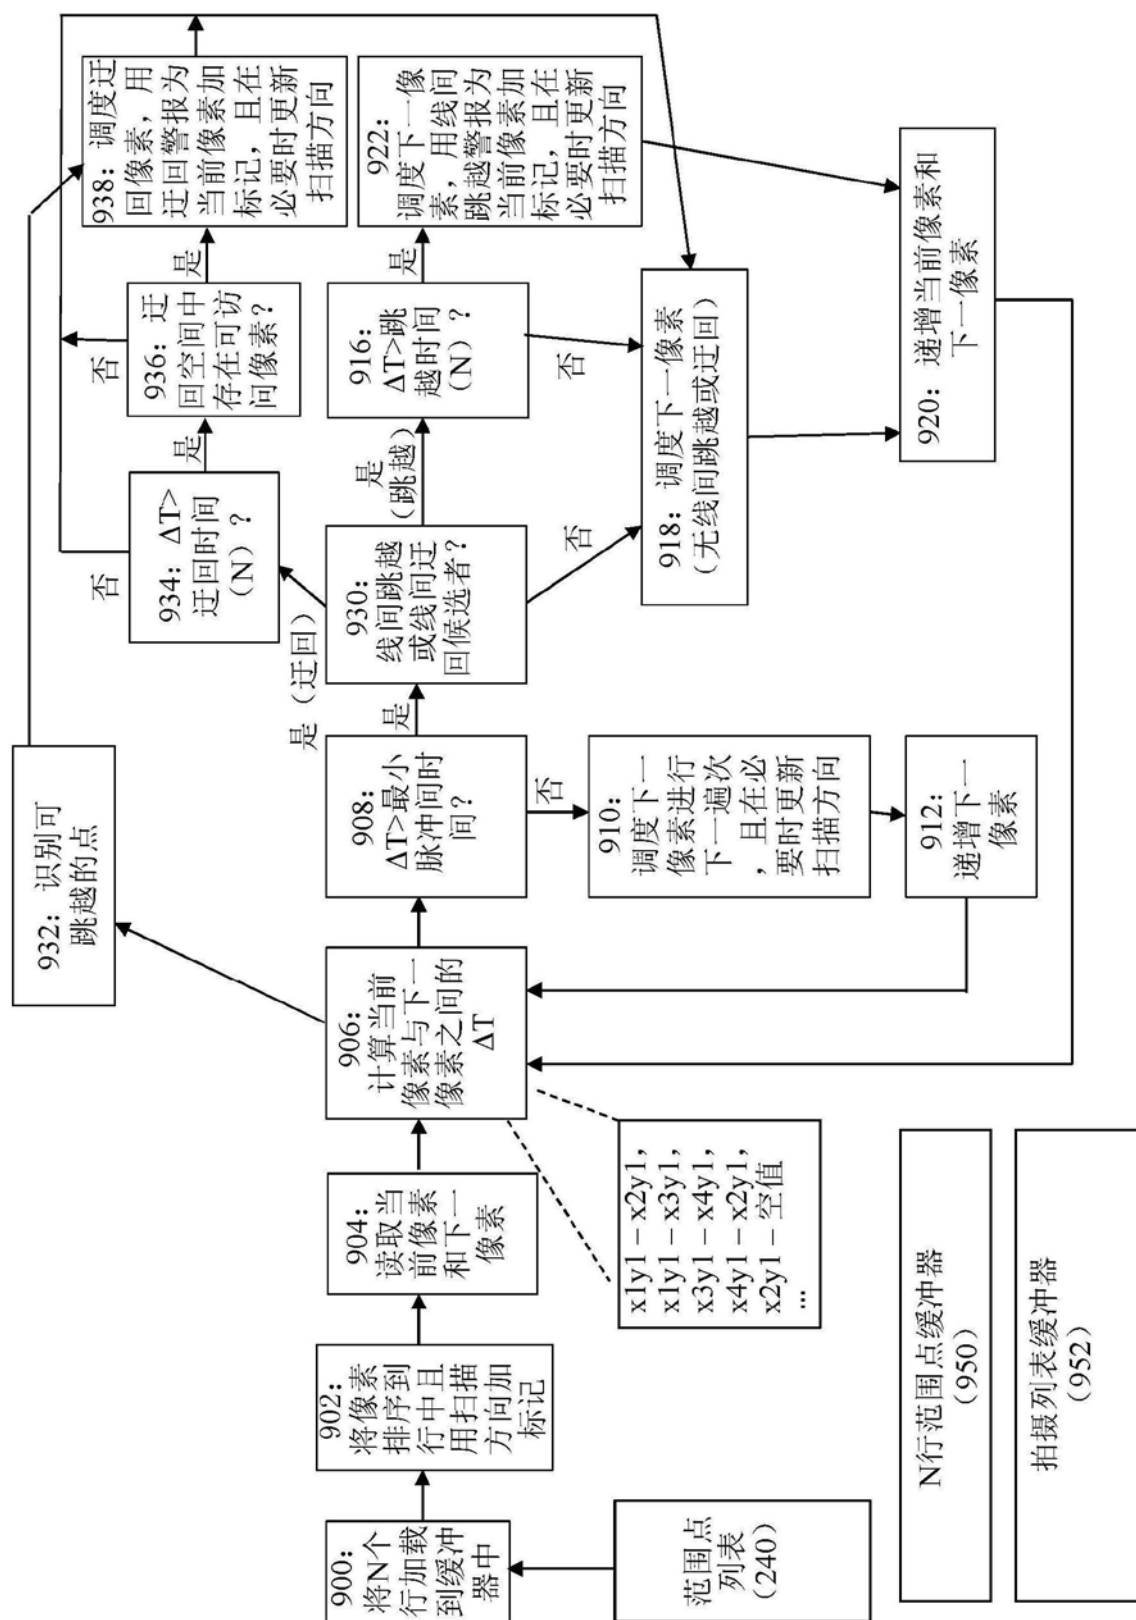 900:
将N个
行加载
到缓冲
器中
范围点
列表
(240)
902:
将像素
排序到
行中且
用扫描
方向加
标记
904:
读取当
前像素
和下一
像素
906:
计算当前
像素与下一
像素之间的
ΔT
x1y1－x2y1,
x1y1－x3y1,
x3y1－x4y1,
x4y1－x2y1,
x2y1－空值
...
932: 识别可
跳越的点
908:
ΔT>最小
脉冲间时
间?
是
否
910:
调度下一
像素进行
下一遍次
, 且在必
要时更新
扫描方向
912:
递增下一
像素
930:
线间跳越
或线间迂
回候选者?
是 (迂回)
是
(跳越)
否
934: ΔT>
迂回时间
(N) ?
是
否
936: 迂
回空间中
存在可访
问像素?
是
否
938: 调度迂
回像素, 用
迂回警报为
当前像素加
标记, 且在
必要时更新
扫描方向
916:
ΔT>跳
越时间
(N) ?
是
否
922:
调度下一像
素, 用线间
跳越警报为
当前像素加
标记, 且在
必要时更新
扫描方向
918: 调度下一像素
(无线间跳越或迂回)
920: 递增当前像素和
下一像素
N行范围点缓冲器
(950)
拍摄列表缓冲器
(952)